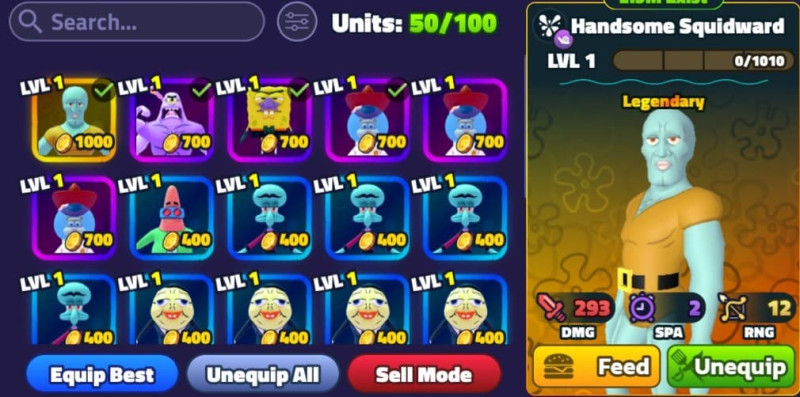 Search...
Units: 50/100
LVL 1
1000
LVL 1
700
LVL 1
700
LVL 1
700
LVL 1
700
LVL 1
700
LVL 1
400
LVL 1
400
LVL 1
400
LVL 1
400
LVL 1
400
LVL 1
400
LVL 1
400
LVL 1
400
LVL 1
400
Equip Best
Unequip All
Sell Mode
Handsome Squidward
LVL 1
0/1010
Legendary
293
2
12
DMG
SPA
RNG
Feed
Unequip